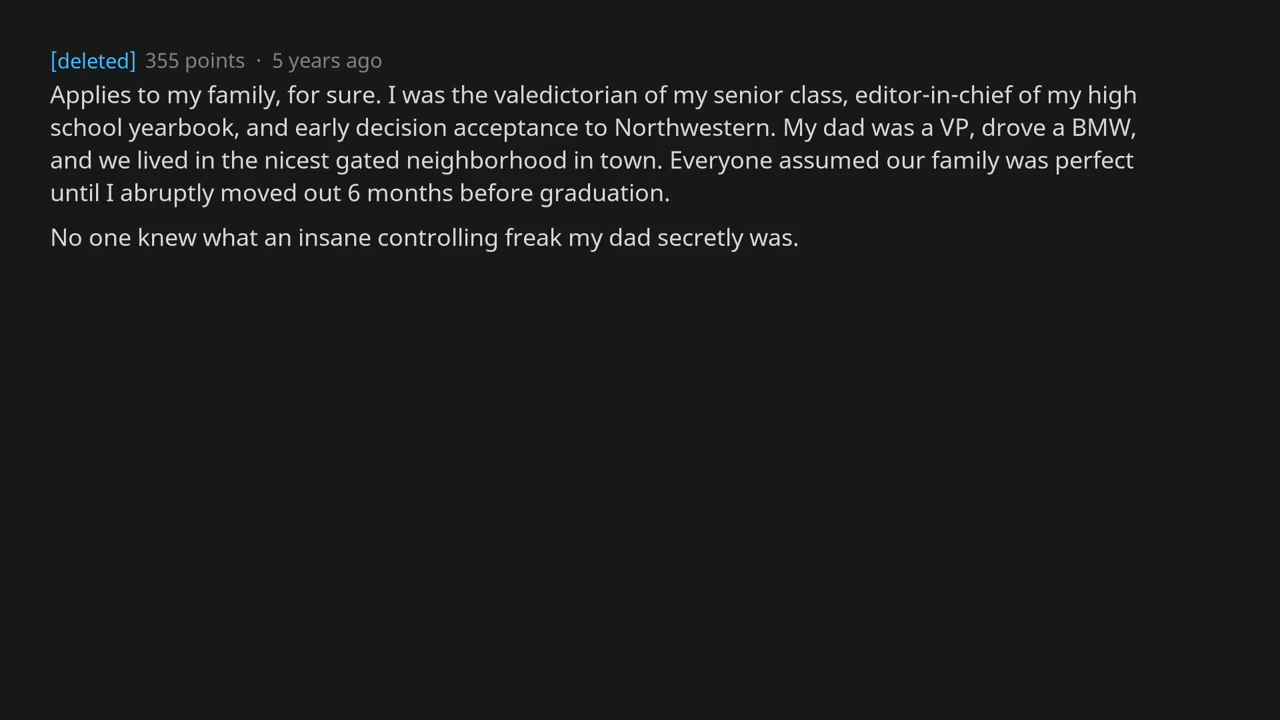 [deleted] 355 points · 5 years ago
Applies to my family, for sure. I was the valedictorian of my senior class, editor-in-chief of my high
school yearbook, and early decision acceptance to Northwestern. My dad was a VP, drove a BMW,
and we lived in the nicest gated neighborhood in town. Everyone assumed our family was perfect
until I abruptly moved out 6 months before graduation.
No one knew what an insane controlling freak my dad secretly was.